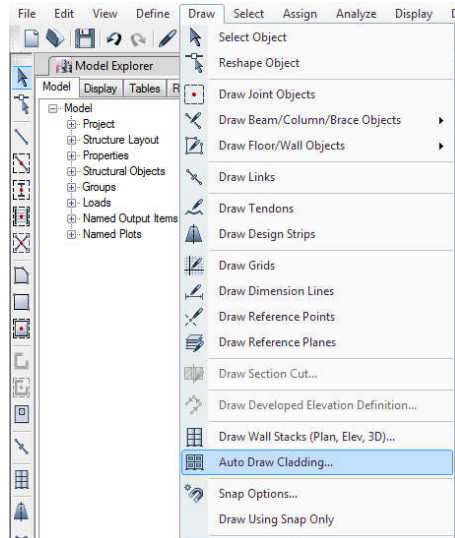 File Edit View Define Draw Select Assign Analyze Display
Model Explorer
Model Display Tables R
Model
Project
Structure Layout
Properties
Structural Objects
Groups
Loads
Named Output Items
Named Plots
Select Object
Reshape Object
Draw Joint Objects
Draw Beam/Column/Brace Objects
Draw Floor/Wall Objects
Draw Links
Draw Tendons
Draw Design Strips
Draw Grids
Draw Dimension Lines
Draw Reference Points
Draw Reference Planes
Draw Section Cut...
Draw Developed Elevation Definition...
Draw Wall Stacks (Plan, Elev, 3D)...
Auto Draw Cladding...
Snap Options...
Draw Using Snap Only